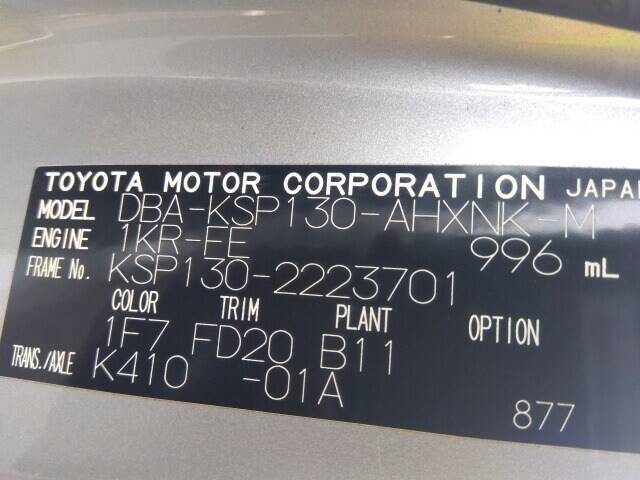 TOYOTA MOTOR CORPORATION JAPAN
MODEL DBA-KSP130-AHXNK-M
ENGINE 1KR-FE 996 mL
FRAME No. KSP130-2223701
COLOR TRIM PLANT OPTION
1F7 FD20 B11
TRANS./AXLE K410 -01A
877